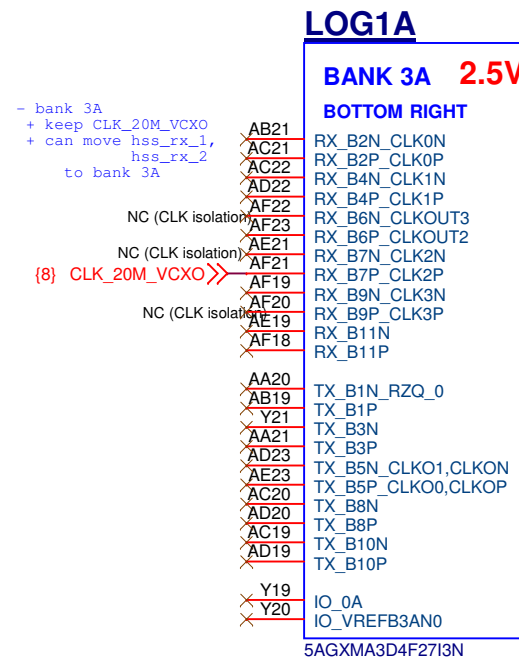 LOG1A
BANK 3A 2.5V
BOTTOM RIGHT
- bank 3A
+ keep CLK_20M_VCXO
+ can move hss_rx_1,
hss_rx_2
to bank 3A
AB21 RX_B2N_CLK0N
AC21 RX_B2P_CLK0P
AC22 RX_B4N_CLK1N
AD22 RX_B4P_CLK1P
NC (CLK isolation) AF22 RX_B6N_CLKOUT3
AF23 RX_B6P_CLKOUT2
NC (CLK isolation) AE21 RX_B7N_CLK2N
{8} CLK_20M_VCXO AF21 RX_B7P_CLK2P
AF19 RX_B9N_CLK3N
NC (CLK isolation) AF20 RX_B9P_CLK3P
AE19 RX_B11N
AF18 RX_B11P
AA20 TX_B1N_RZQ_0
AB19 TX_B1P
Y21 TX_B3N
AA21 TX_B3P
AD23 TX_B5N_CLKO1,CLKON
AE23 TX_B5P_CLKO0,CLKOP
AC20 TX_B8N
AD20 TX_B8P
AC19 TX_B10N
AD19 TX_B10P
Y19 IO_0A
Y20 IO_VREFB3AN0
5AGXMA3D4F27I3N